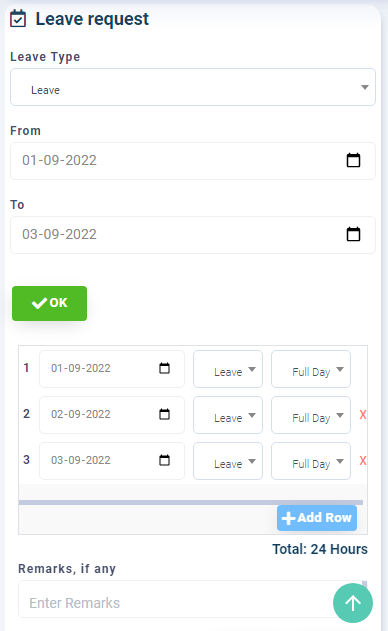 Leave request
Leave Type
Leave
From
01-09-2022
To
03-09-2022
OK
1 01-09-2022 Leave Full Day
2 02-09-2022 Leave Full Day X
3 03-09-2022 Leave Full Day X
Add Row
Total: 24 Hours
Remarks, if any
Enter Remarks